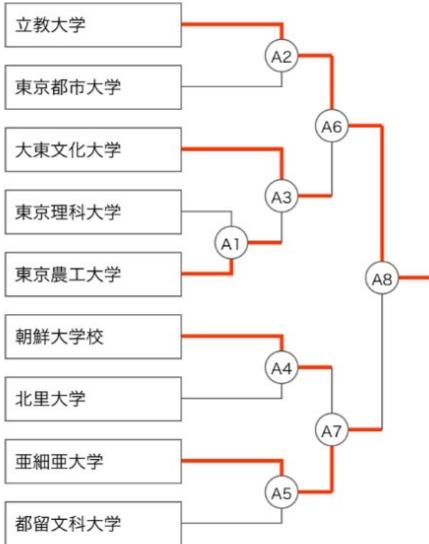 立教大学
A2
東京都市大学
A6
大東文化大学
A3
東京理科大学
A1
東京農工大学
A8
朝鮮大学校
A4
北里大学
A7
亜細亜大学
A5
都留文科大学